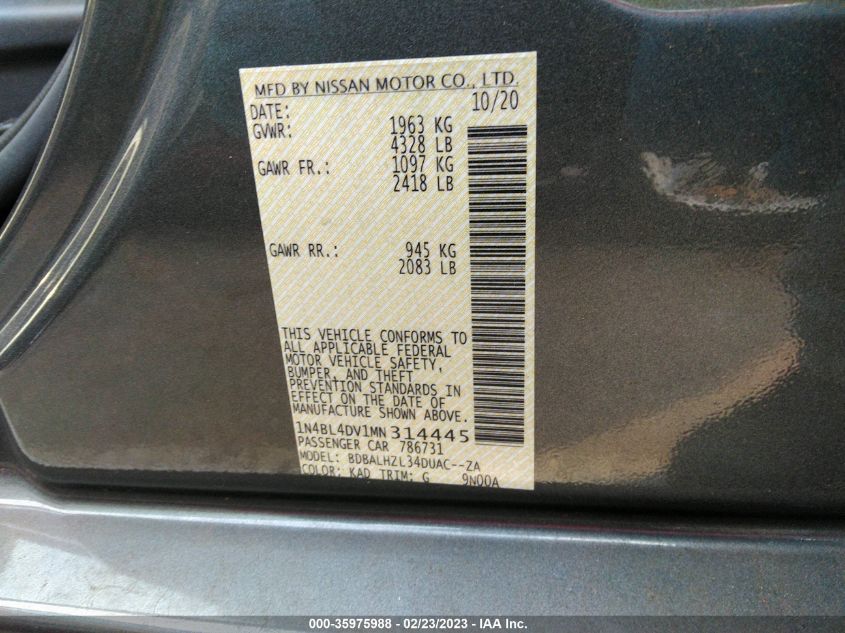 MFD BY NISSAN MOTOR CO., LTD.
DATE: 10/20
GVWR: 1963 KG
4328 LB
GAWR FR.: 1097 KG
2418 LB
GAWR RR.: 945 KG
2083 LB
THIS VEHICLE CONFORMS TO
ALL APPLICABLE FEDERAL
MOTOR VEHICLE SAFETY,
BUMPER, AND THEFT
PREVENTION STANDARDS IN
EFFECT ON THE DATE OF
MANUFACTURE SHOWN ABOVE.
1N4BL4DV1MN314445
PASSENGER CAR 786731
MODEL: BDBALHZL34DUAC--ZA
COLOR: KAD TRIM: G 9N00A
000-35975988 - 02/23/2023 - IAA Inc.